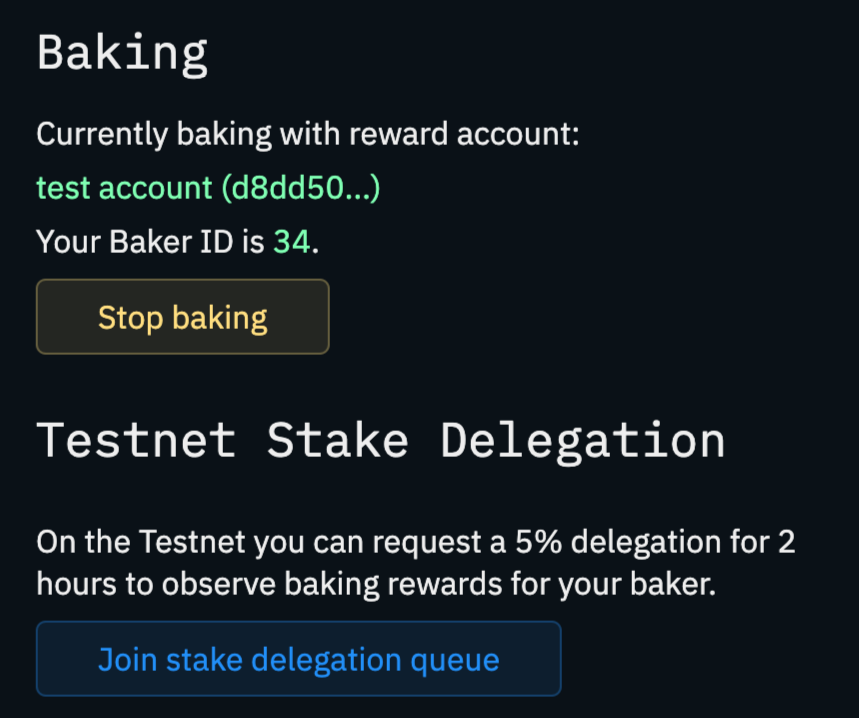 Baking
Currently baking with reward account:
test account (d8dd50...)
Your Baker ID is 34.
Stop baking
Testnet Stake Delegation
On the Testnet you can request a 5% delegation for 2
hours to observe baking rewards for your baker.
Join stake delegation queue